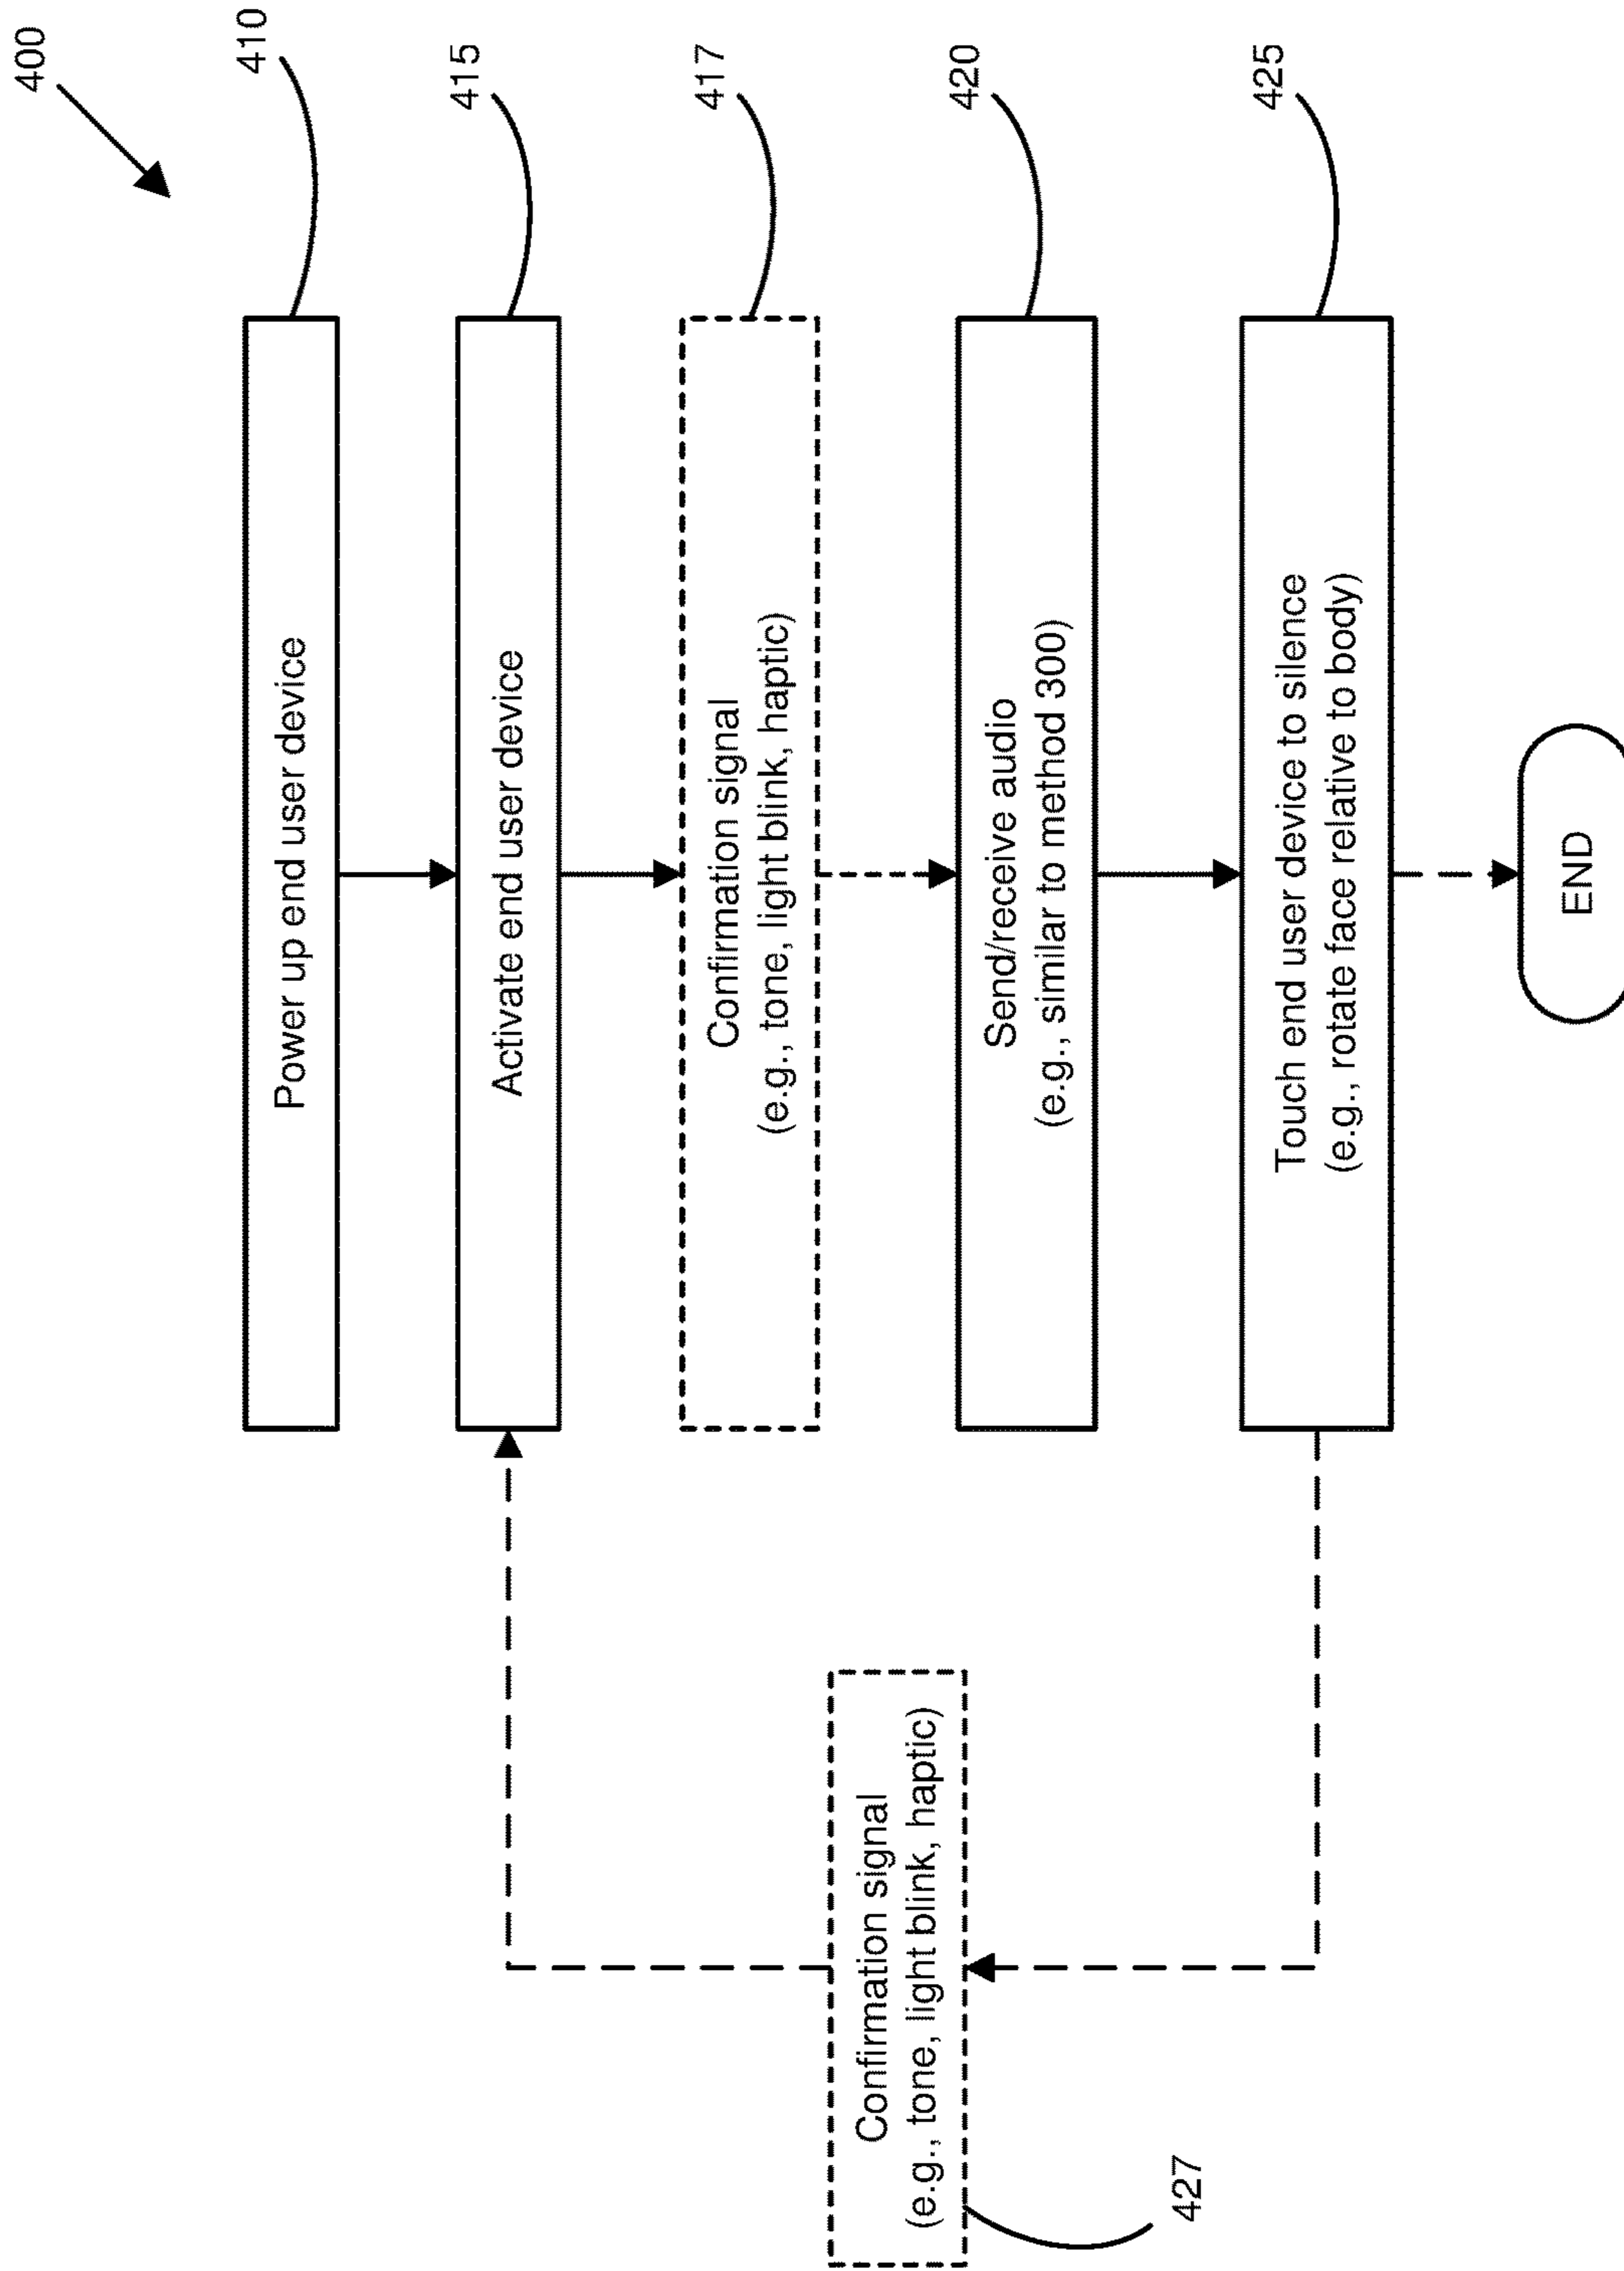 400
410
Power up end user device
415
Activate end user device
417
Confirmation signal
(e.g., tone, light blink, haptic)
420
Send/receive audio
(e.g., similar to method 300)
425
Touch end user device to silence
(e.g., rotate face relative to body)
END
Confirmation signal
(e.g., tone, light blink, haptic)
427